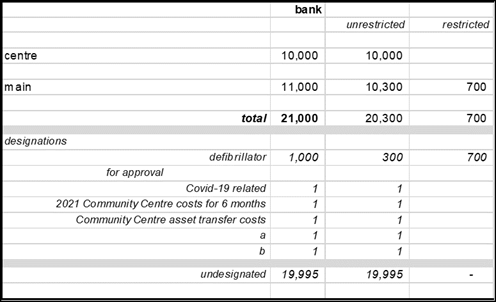 bank
unrestricted restricted
centre 10,000 10,000
main 11,000 10,300 700
total 21,000 20,300 700
designations
defibrillator 1,000 300 700
for approval
Covid-19 related 1 1
2021 Community Centre costs for 6 months 1 1
Community Centre asset transfer costs 1 1
a 1 1
b 1 1
undesignated 19,995 19,995 -